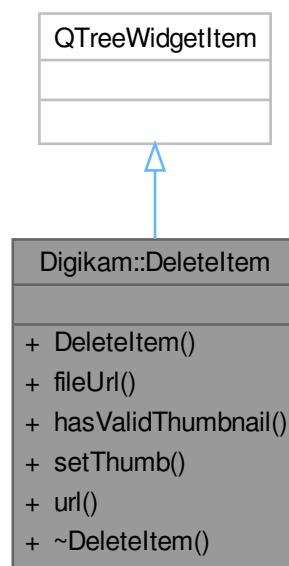 QTreeWidgetItem
Digikam::DeleteItem
+ DeleteItem()
+ fileUrl()
+ hasValidThumbnail()
+ setThumb()
+ url()
+ ~DeleteItem()